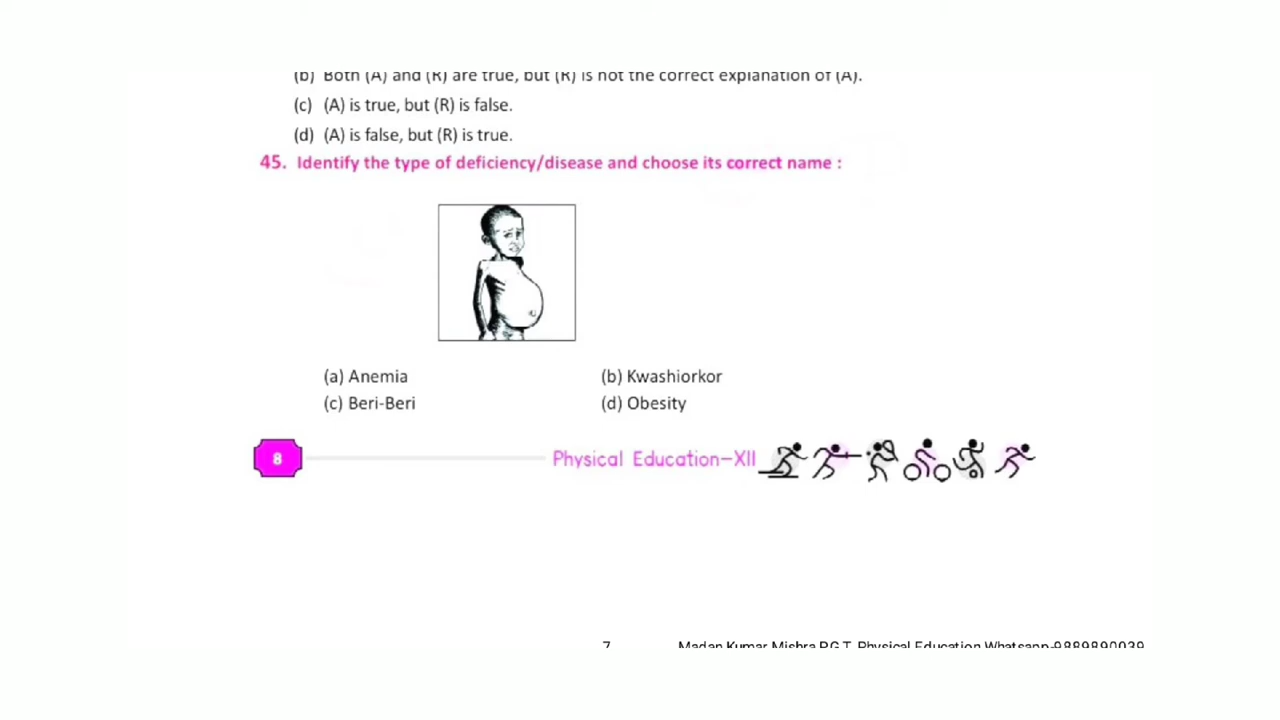 (b) Both (A) and (R) are true, but (R) is not the correct explanation of (A).
(c) (A) is true, but (R) is false.
(d) (A) is false, but (R) is true.
45. Identify the type of deficiency/disease and choose its correct name :
(a) Anemia (b) Kwashiorkor
(c) Beri-Beri (d) Obesity
8 Physical Education–XII
7 Madan Kumar Mishra P.G.T. Physical Education Whatsapp-9889890039